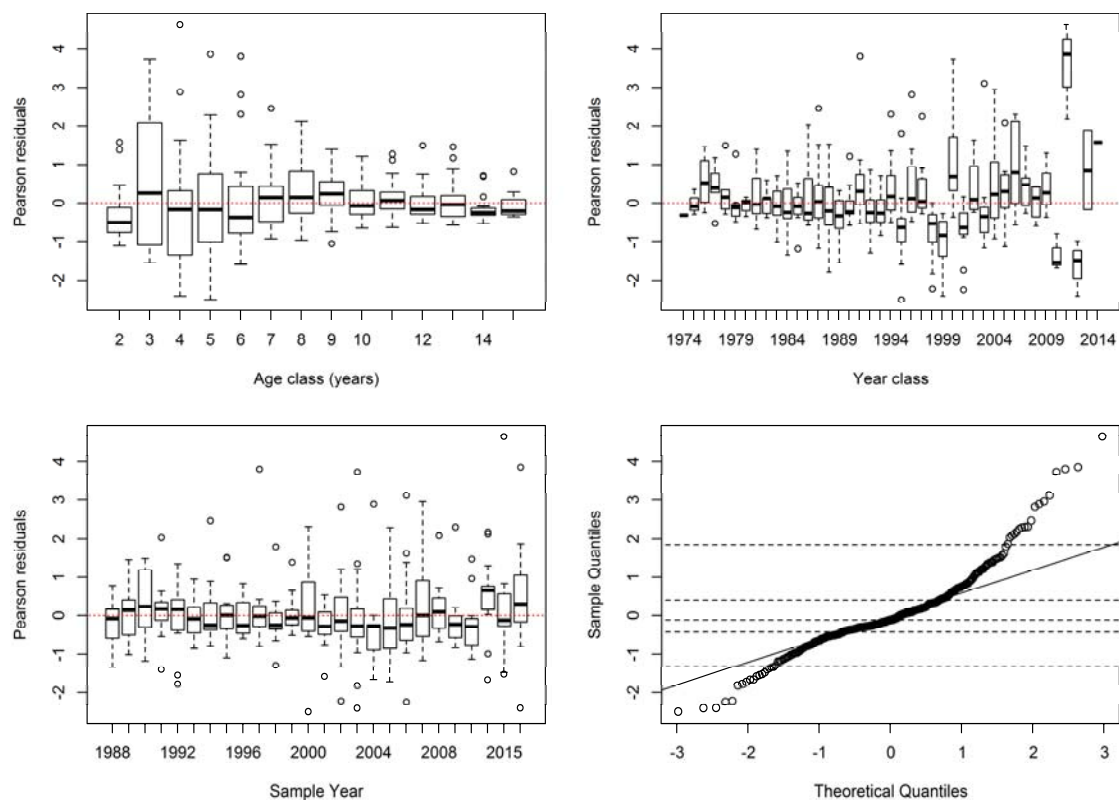 Pearson residuals
4
3
2
1
0
-1
-2
2 3 4 5 6 7 8 9 10 12 14
Age class (years)
Pearson residuals
4
3
2
1
0
-1
-2
1974 1979 1984 1989 1994 1999 2004 2009 2014
Year class
Pearson residuals
4
3
2
1
0
-1
-2
1988 1992 1996 2000 2004 2008 2015
Sample Year
Sample Quantiles
4
3
2
1
0
-1
-2
-3 -2 -1 0 1 2 3
Theoretical Quantiles